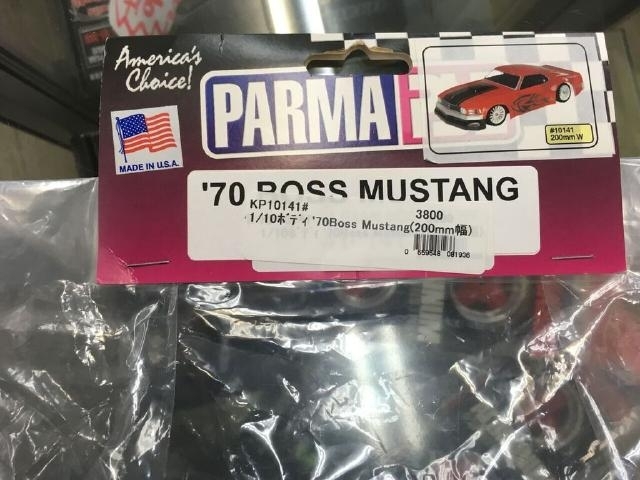 America's
Choice!
PARMA
MADE IN U.S.A.
#10141
200mm W
'70 BOSS MUSTANG
KP10141# 3800
1/10ボディ '70Boss Mustang(200mm幅)
0 659548 081936